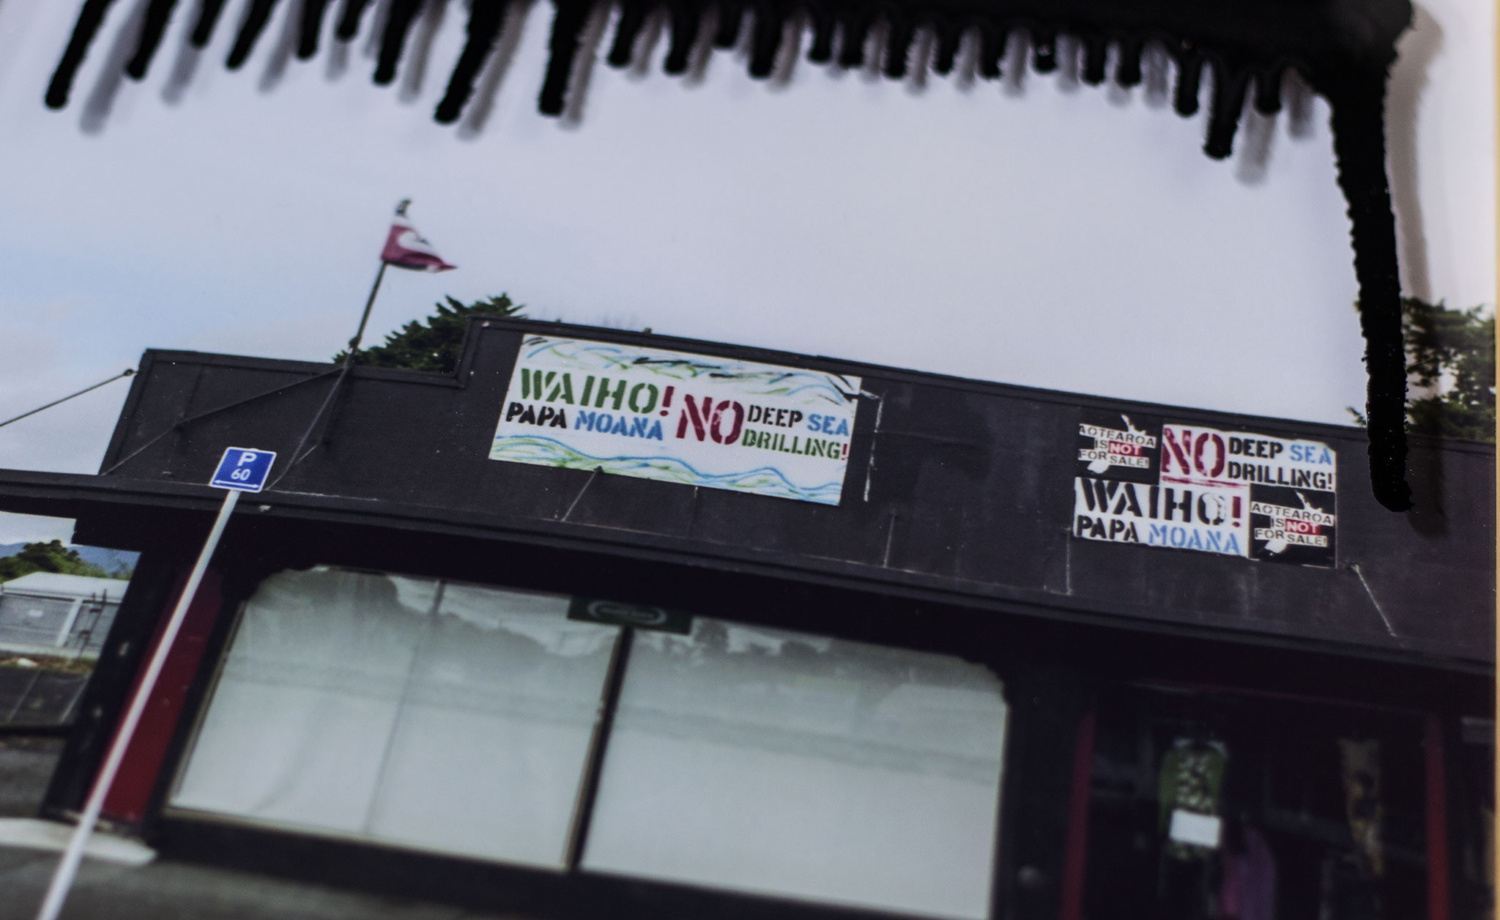 P
60
WAIHO!
PAPA MOANA
NO DEEP SEA
DRILLING!
AOTEAROA
IS NOT
FOR SALE!
NO DEEP SEA
DRILLING!
WAIHO!
PAPA MOANA
AOTEAROA
IS NOT
FOR SALE!